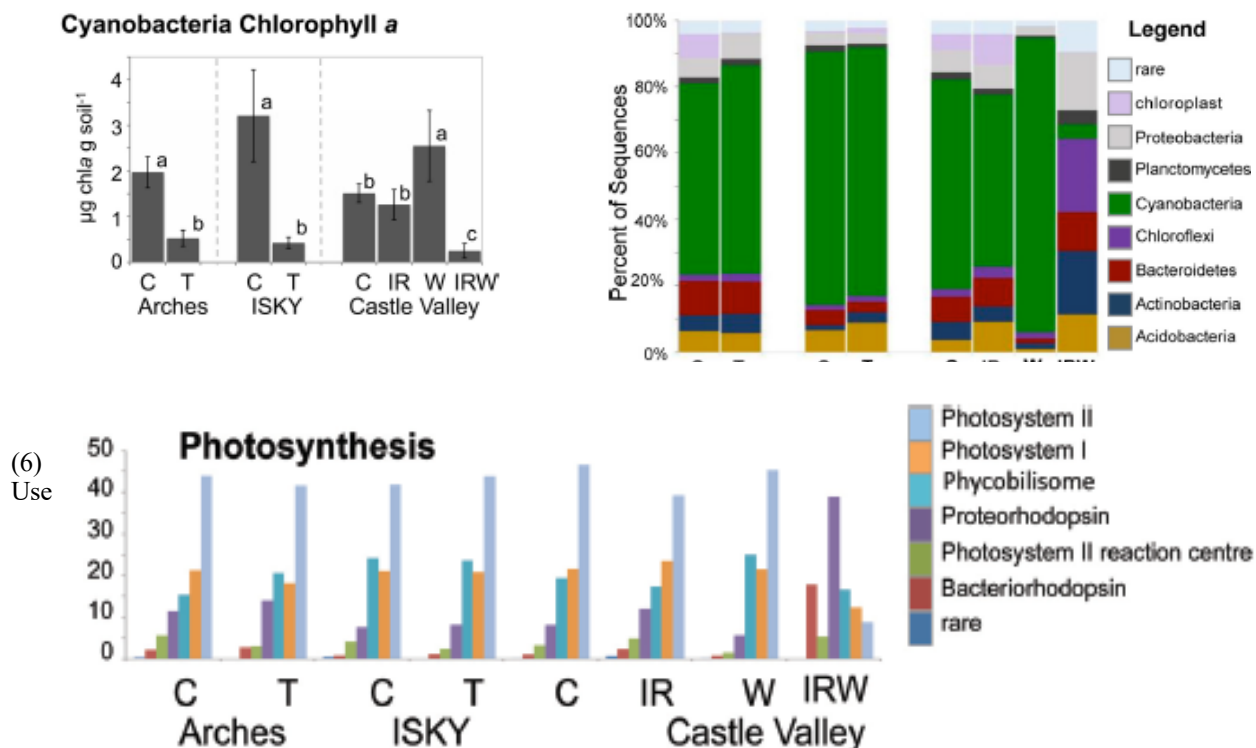 Cyanobacteria Chlorophyll a
µg chla g soil-1
4
3
2
1
0
C T C T C IR W IRW
Arches ISKY Castle Valley
a
b
a
b
b
b
a
c
Percent of Sequences
100%
80%
60%
40%
20%
0%
Legend
rare
chloroplast
Proteobacteria
Planctomycetes
Cyanobacteria
Chloroflexi
Bacteroidetes
Actinobacteria
Acidobacteria
(6)
Use
Photosynthesis
50
40
30
20
10
0
C T C T C IR W IRW
Arches ISKY Castle Valley
Photosystem II
Photosystem I
Phycobilisome
Proteorhodopsin
Photosystem II reaction centre
Bacteriorhodopsin
rare